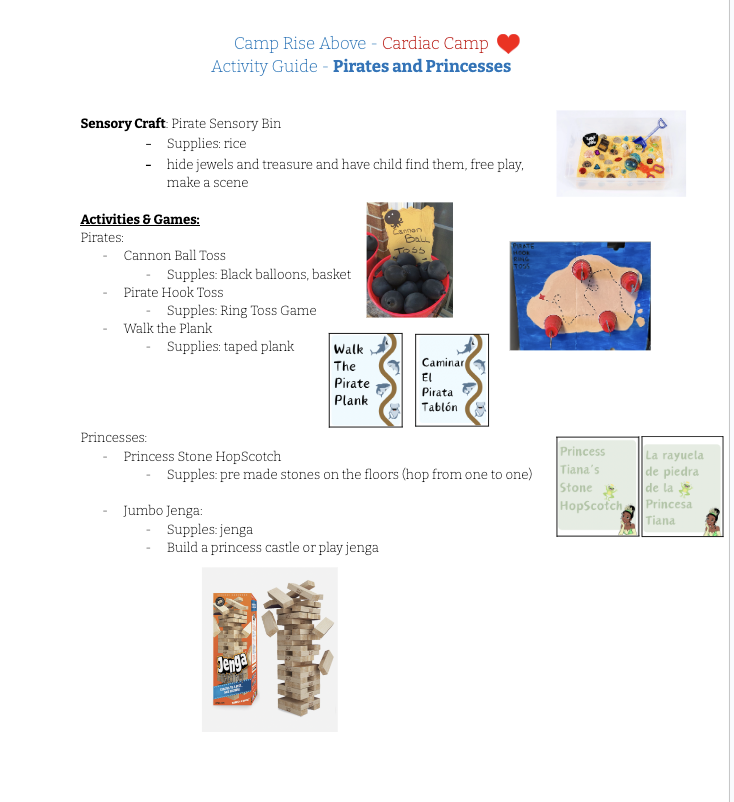 Camp Rise Above - Cardiac Camp
Activity Guide - Pirates and Princesses
Sensory Craft: Pirate Sensory Bin
- Supplies: rice
- hide jewels and treasure and have child find them, free play,
make a scene
Activities & Games:
Pirates:
- Cannon Ball Toss
- Supples: Black balloons, basket
- Pirate Hook Toss
- Supples: Ring Toss Game
- Walk the Plank
- Supplies: taped plank
Cannon
Ball
Toss
PIRATE
HOOK
RING
TOSS
Walk
The
Pirate
Plank
Caminar
El
Pirata
Tablón
Princesses:
- Princess Stone HopScotch
- Supples: pre made stones on the floors (hop from one to one)
- Jumbo Jenga:
- Supples: jenga
- Build a princess castle or play jenga
Princess
Tiana's
Stone
HopScotch
La rayuela
de piedra
de la
Princesa
Tiana
Jenga